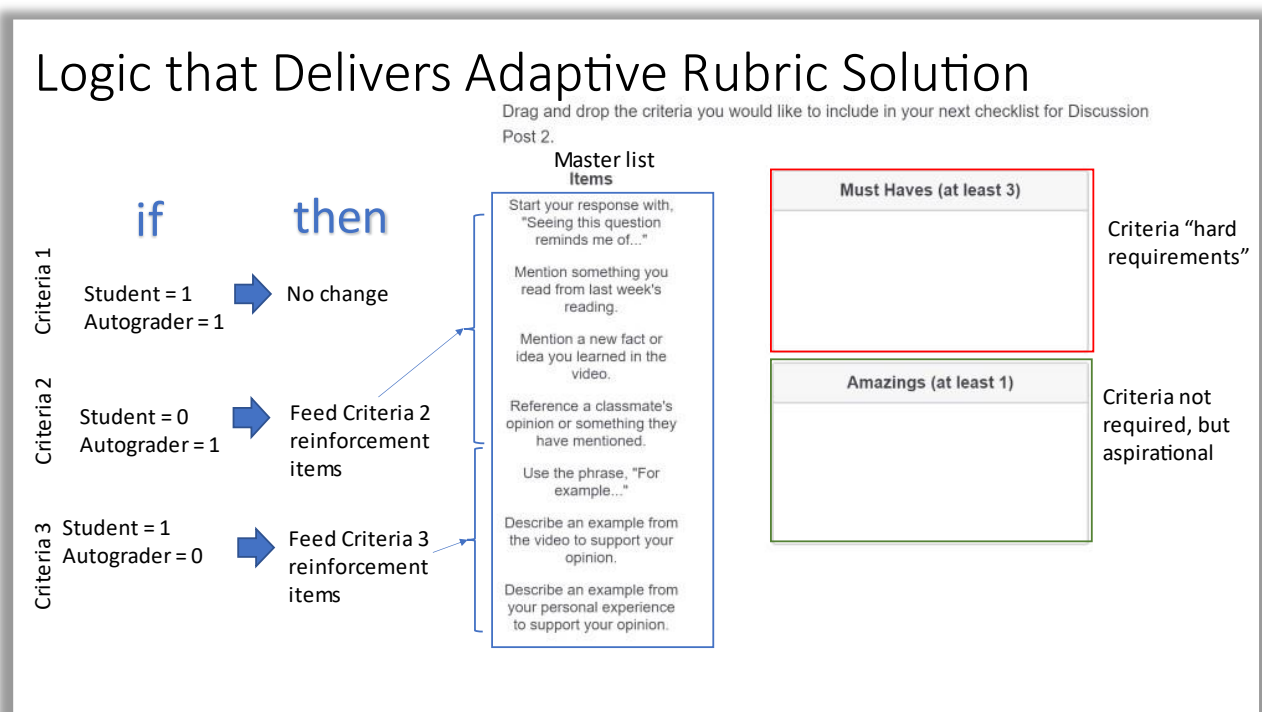 Logic that Delivers Adaptive Rubric Solution
Drag and drop the criteria you would like to include in your next checklist for Discussion
Post 2.
if
then
Criteria 1
Student = 1
Autograder = 1
No change
Criteria 2
Student = 0
Autograder = 1
Feed Criteria 2
reinforcement
items
Criteria 3
Student = 1
Autograder = 0
Feed Criteria 3
reinforcement
items
Master list
Items
Start your response with,
"Seeing this question
reminds me of..."
Mention something you
read from last week's
reading.
Mention a new fact or
idea you learned in the
video.
Reference a classmate's
opinion or something they
have mentioned.
Use the phrase, "For
example..."
Describe an example from
the video to support your
opinion.
Describe an example from
your personal experience
to support your opinion.
Must Haves (at least 3)
Criteria “hard
requirements”
Amazings (at least 1)
Criteria not
required, but
aspirational